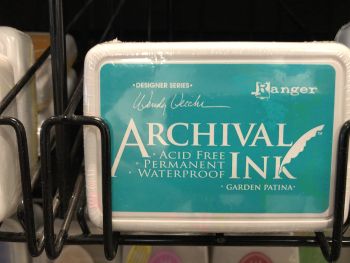 · DESIGNER SERIES ·
Wendy Vecchi
Ranger
ARCHIVAL
· ACID FREE
· PERMANENT
· WATERPROOF
INK
· GARDEN PATINA ·